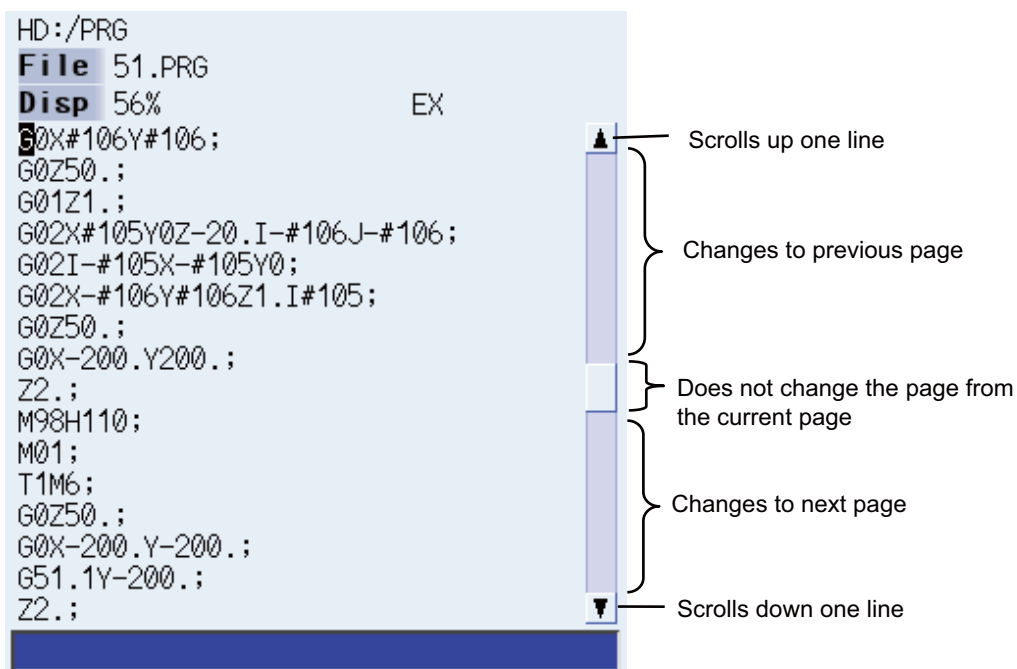 HD:/PRG
File 51.PRG
Disp 56% EX
G0X#106Y#106;
G0Z50.;
G01Z1.;
G02X#105Y0Z-20.I-#106J-#106;
G02I-#105X-#105Y0;
G02X-#106Y#106Z1.I#105;
G0Z50.;
G0X-200.Y200.;
Z2.;
M98H110;
M01;
T1M6;
G0Z50.;
G0X-200.Y-200.;
G51.1Y-200.;
Z2.;
Scrolls up one line
Changes to previous page
Does not change the page from
the current page
Changes to next page
Scrolls down one line